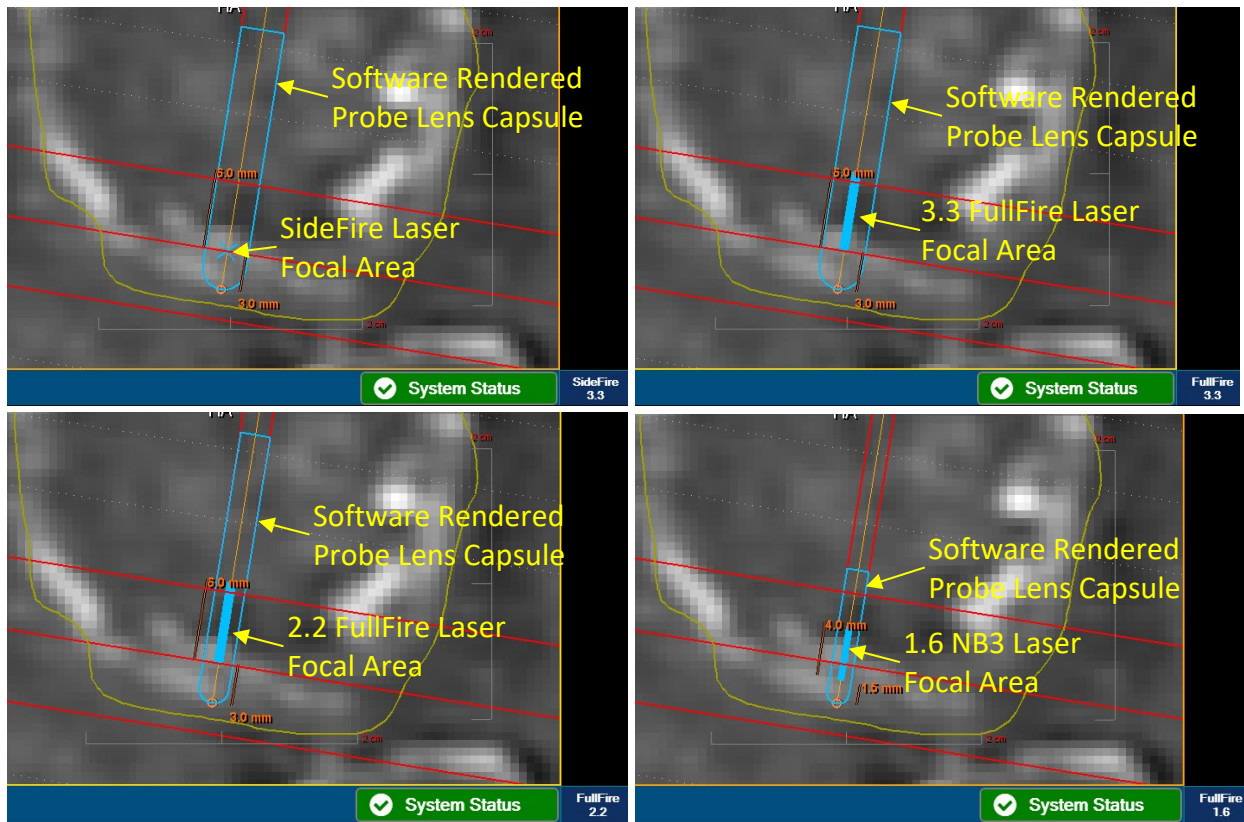 2 cm
Software Rendered
Probe Lens Capsule
6.0 mm
SideFire Laser
Focal Area
3.0 mm
2 cm
System Status
SideFire
3.3
2 cm
Software Rendered
Probe Lens Capsule
6.0 mm
3.3 FullFire Laser
Focal Area
3.0 mm
2 cm
System Status
FullFire
3.3
2 cm
Software Rendered
Probe Lens Capsule
6.0 mm
2.2 FullFire Laser
Focal Area
3.0 mm
2 cm
System Status
FullFire
2.2
2 cm
Software Rendered
Probe Lens Capsule
4.0 mm
1.6 NB3 Laser
Focal Area
1.5 mm
2 cm
System Status
FullFire
1.6